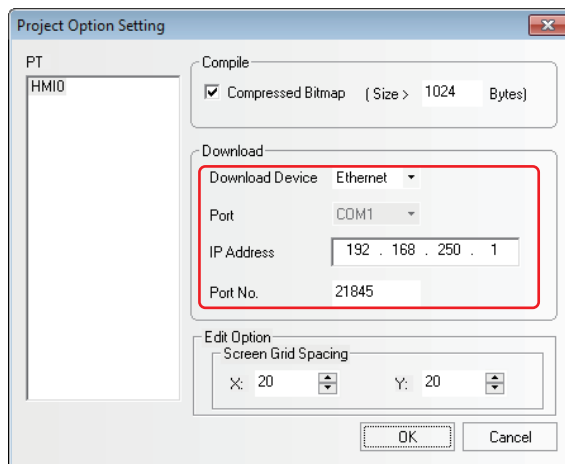 Project Option Setting
PT
HMI0
Compile
Compressed Bitmap ( Size > 1024 Bytes)
Download
Download Device Ethernet
Port COM1
IP Address 192 . 168 . 250 . 1
Port No. 21845
Edit Option
Screen Grid Spacing
X: 20 Y: 20
OK Cancel